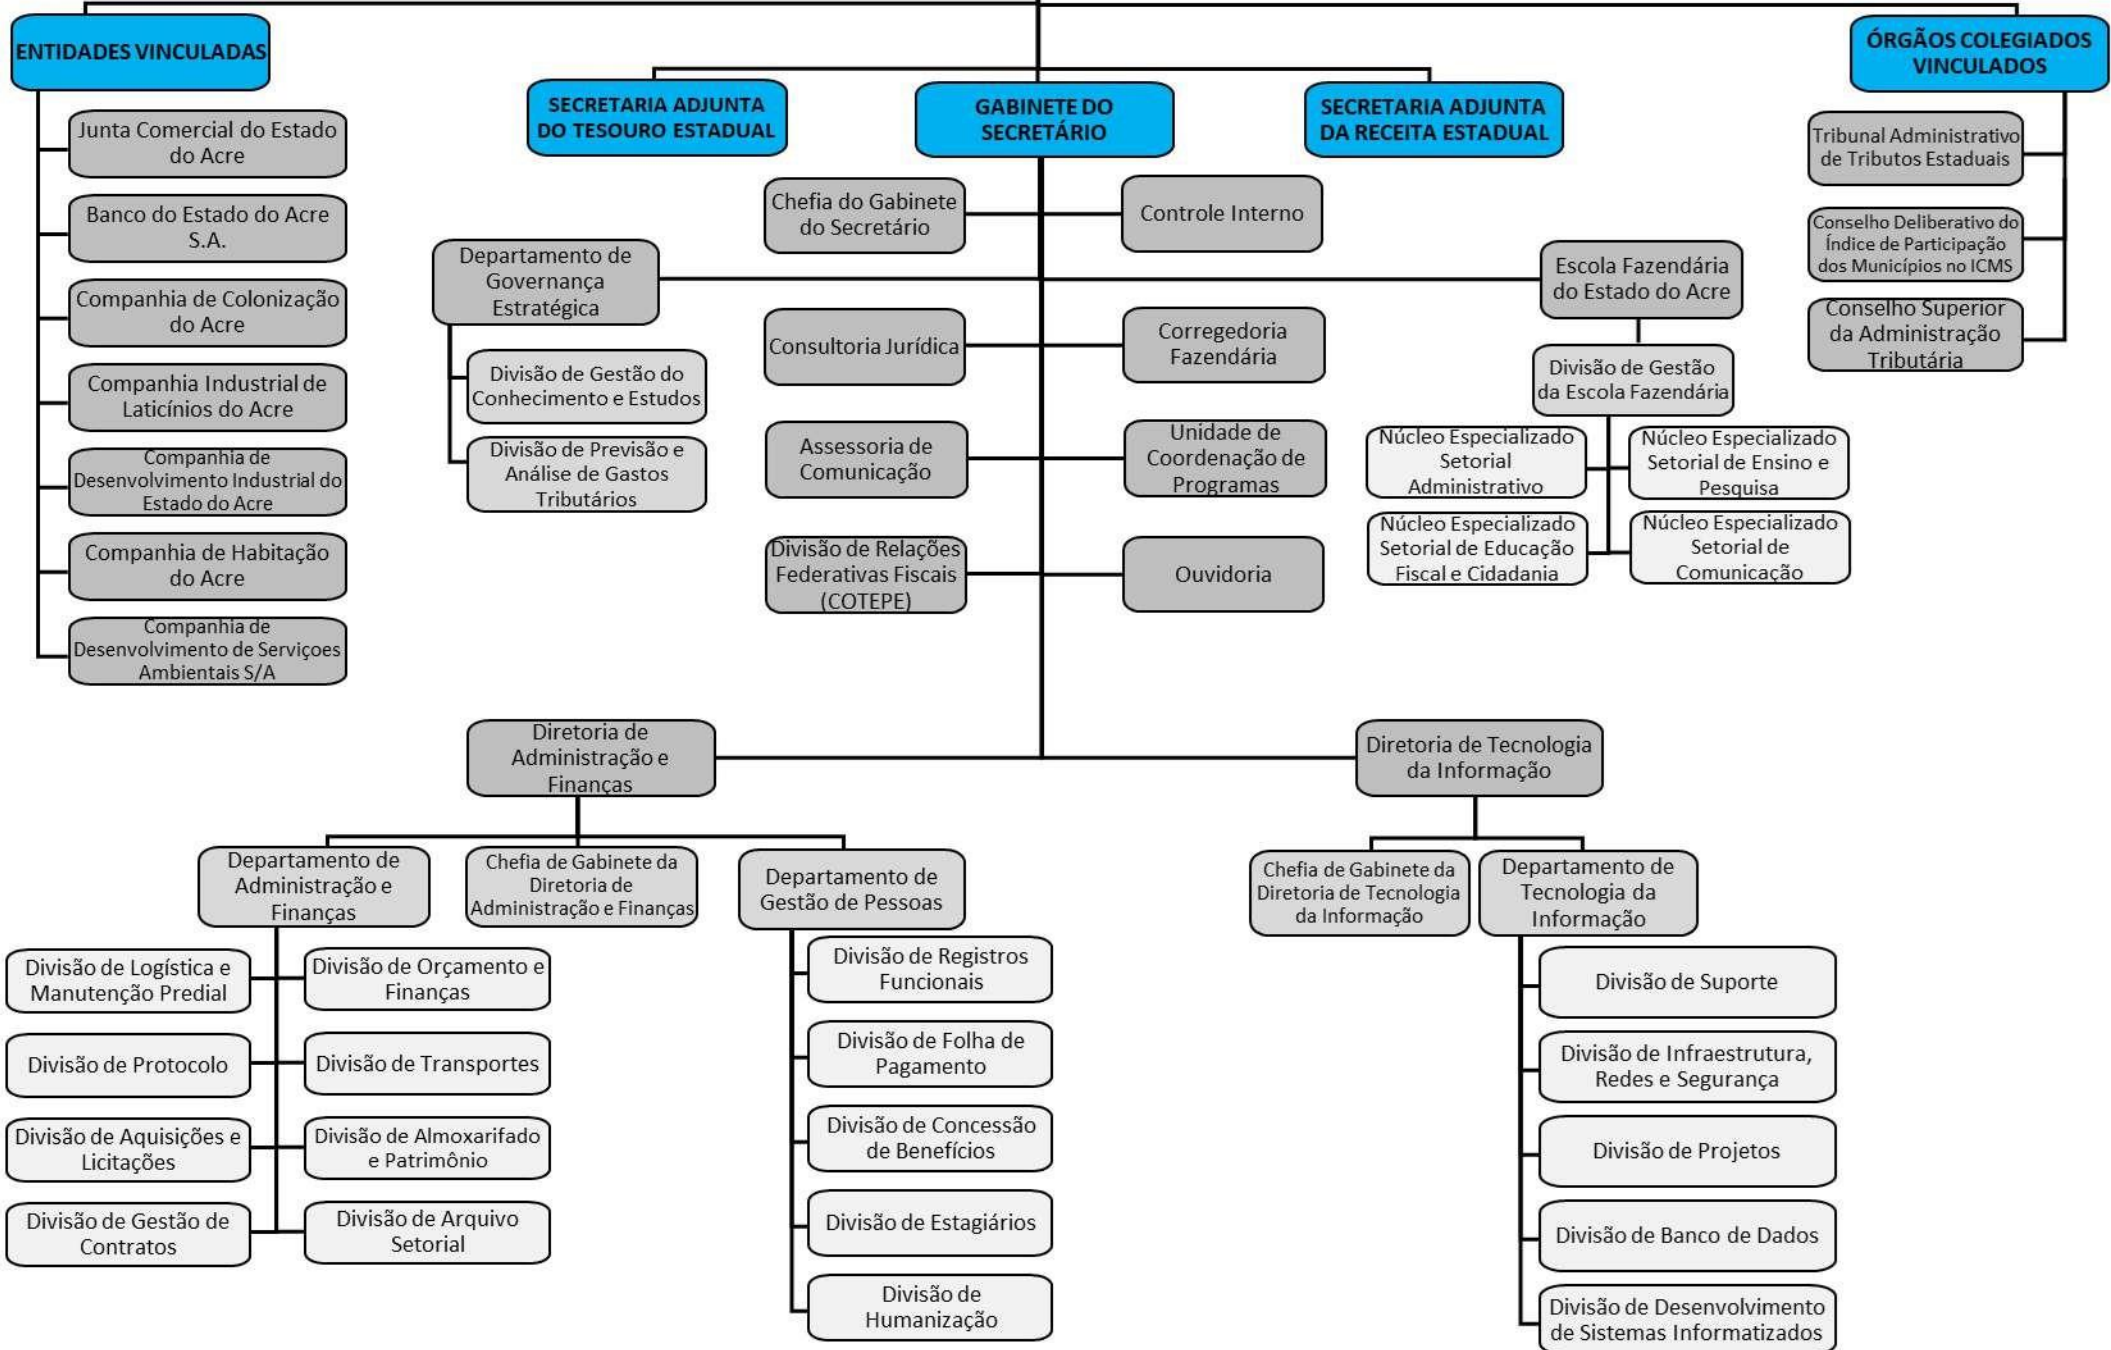 ENTIDADES VINCULADAS
Junta Comercial do Estado
do Acre
Banco do Estado do Acre
S.A.
Companhia de Colonização
do Acre
Companhia Industrial de
Laticínios do Acre
Companhia de
Desenvolvimento Industrial do
Estado do Acre
Companhia de Habitação
do Acre
Companhia de
Desenvolvimento de Serviçoes
Ambientais S/A
SECRETARIA ADJUNTA
DO TESOURO ESTADUAL
GABINETE DO
SECRETÁRIO
SECRETARIA ADJUNTA
DA RECEITA ESTADUAL
ÓRGÃOS COLEGIADOS
VINCULADOS
Tribunal Administrativo
de Tributos Estaduais
Conselho Deliberativo do
Índice de Participação
dos Municípios no ICMS
Conselho Superior
da Administração
Tributária
Chefia do Gabinete
do Secretário
Controle Interno
Departamento de
Governança
Estratégica
Divisão de Gestão do
Conhecimento e Estudos
Divisão de Previsão e
Análise de Gastos
Tributários
Consultoria Jurídica
Corregedoria
Fazendária
Assessoria de
Comunicação
Unidade de
Coordenação de
Programas
Divisão de Relações
Federativas Fiscais
(COTEPE)
Ouvidoria
Escola Fazendária
do Estado do Acre
Divisão de Gestão
da Escola Fazendária
Núcleo Especializado
Setorial
Administrativo
Núcleo Especializado
Setorial de Ensino e
Pesquisa
Núcleo Especializado
Setorial de Educação
Fiscal e Cidadania
Núcleo Especializado
Setorial de
Comunicação
Diretoria de
Administração e
Finanças
Departamento de
Administração e
Finanças
Chefia de Gabinete da
Diretoria de
Administração e Finanças
Departamento de
Gestão de Pessoas
Divisão de Logística e
Manutenção Predial
Divisão de Orçamento e
Finanças
Divisão de Protocolo
Divisão de Transportes
Divisão de Aquisições e
Licitações
Divisão de Almoxarifado
e Patrimônio
Divisão de Gestão de
Contratos
Divisão de Arquivo
Setorial
Divisão de Registros
Funcionais
Divisão de Folha de
Pagamento
Divisão de Concessão
de Benefícios
Divisão de Estagiários
Divisão de
Humanização
Diretoria de Tecnologia
da Informação
Chefia de Gabinete da
Diretoria de Tecnologia
da Informação
Departamento de
Tecnologia da
Informação
Divisão de Suporte
Divisão de Infraestrutura,
Redes e Segurança
Divisão de Projetos
Divisão de Banco de Dados
Divisão de Desenvolvimento
de Sistemas Informatizados